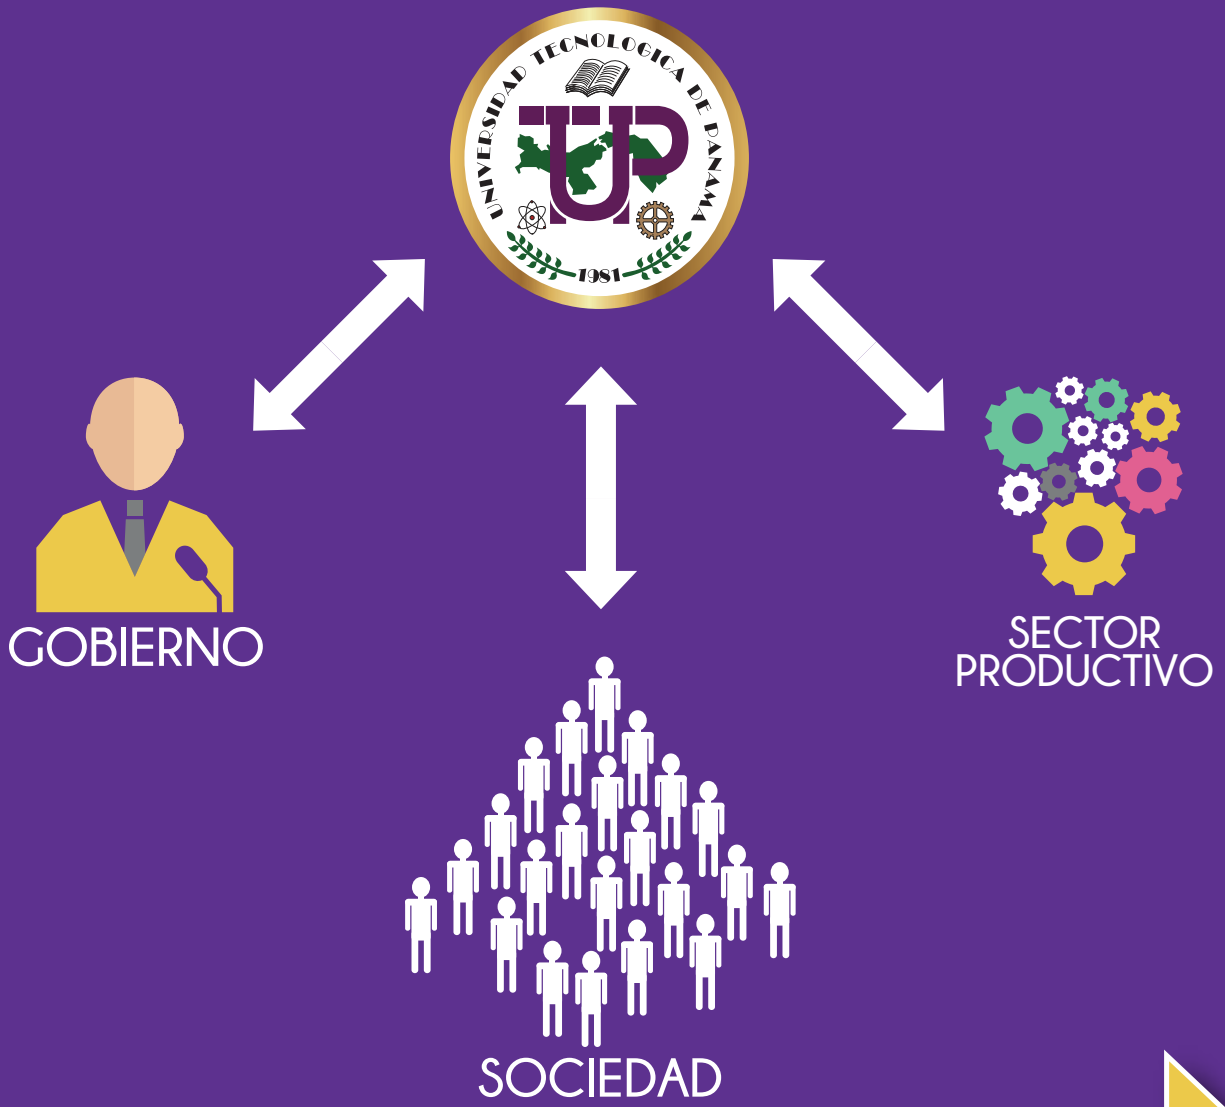 UNIVERSIDAD TECNOLOGICA DE PANAMA
UTP
1981
GOBIERNO
SECTOR
PRODUCTIVO
SOCIEDAD